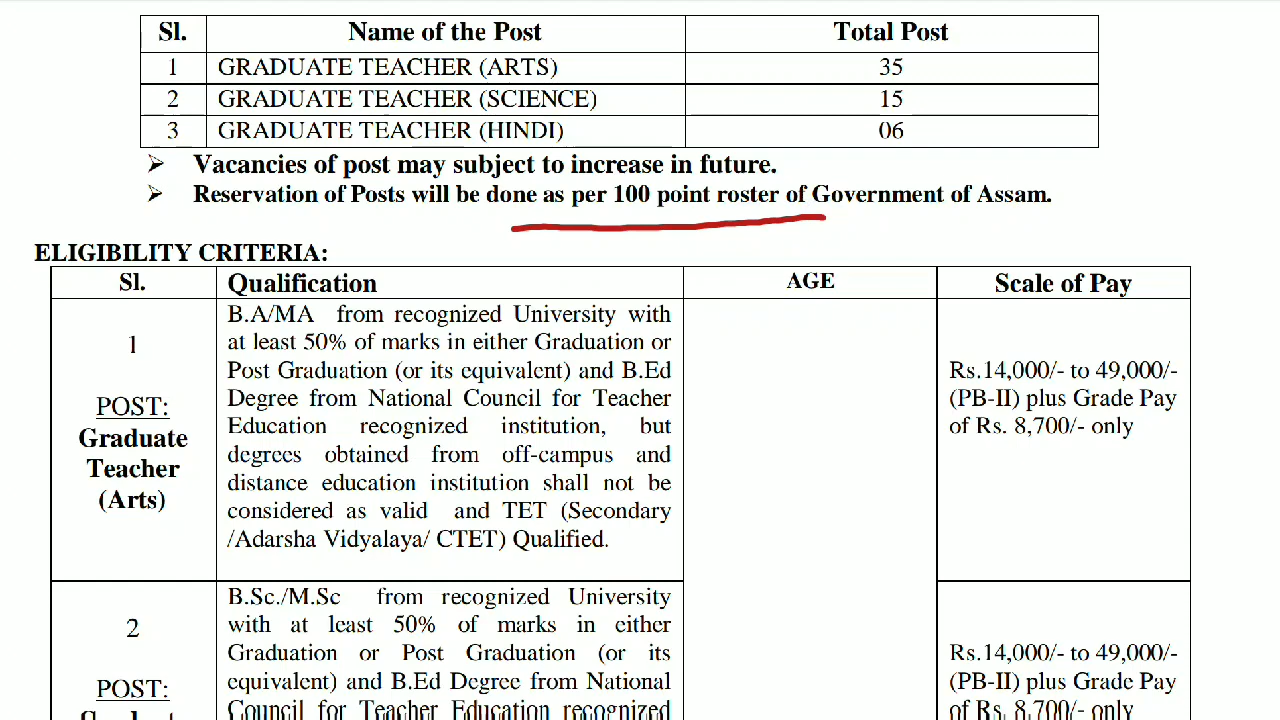 Sl. Name of the Post Total Post
1 GRADUATE TEACHER (ARTS) 35
2 GRADUATE TEACHER (SCIENCE) 15
3 GRADUATE TEACHER (HINDI) 06
➢ Vacancies of post may subject to increase in future.
➢ Reservation of Posts will be done as per 100 point roster of Government of Assam.
ELIGIBILITY CRITERIA:
Sl. Qualification AGE Scale of Pay
1
POST:
Graduate
Teacher
(Arts)
B.A/MA from recognized University with
at least 50% of marks in either Graduation or
Post Graduation (or its equivalent) and B.Ed
Degree from National Council for Teacher
Education recognized institution, but
degrees obtained from off-campus and
distance education institution shall not be
considered as valid and TET (Secondary
/Adarsha Vidyalaya/ CTET) Qualified.
Rs.14,000/- to 49,000/-
(PB-II) plus Grade Pay
of Rs. 8,700/- only
2
POST:
B.Sc./M.Sc from recognized University
with at least 50% of marks in either
Graduation or Post Graduation (or its
equivalent) and B.Ed Degree from National
Council for Teacher Education recognized
Rs.14,000/- to 49,000/-
(PB-II) plus Grade Pay
of Rs. 8,700/- only